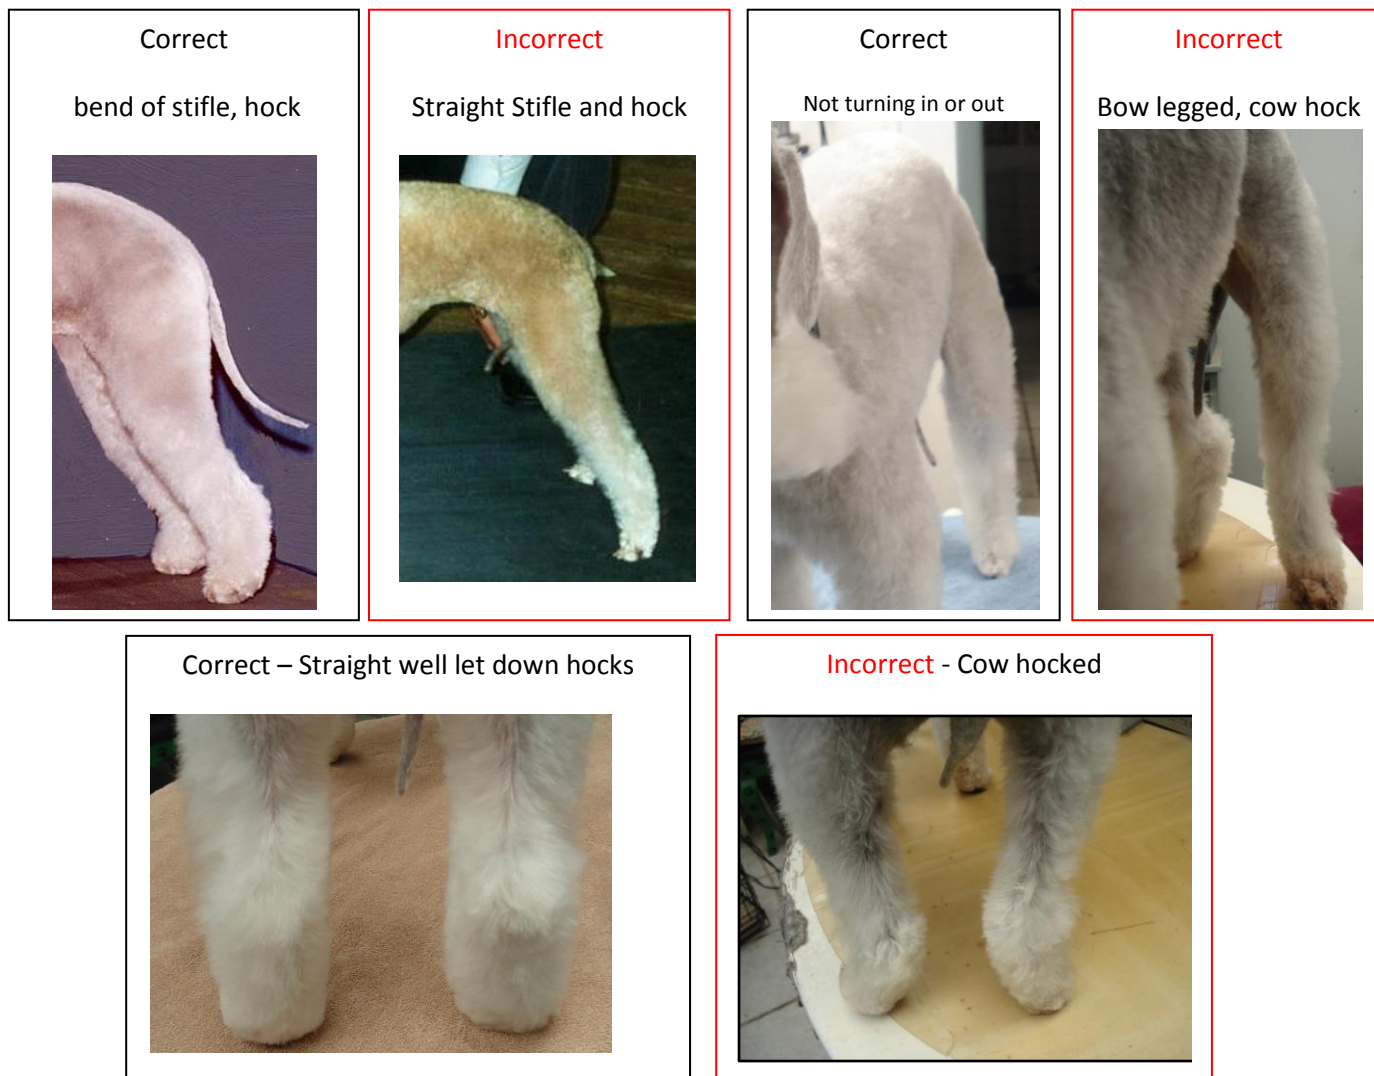 Correct
bend of stifle, hock
Incorrect
Straight Stifle and hock
Correct
Not turning in or out
Incorrect
Bow legged, cow hock
Correct – Straight well let down hocks
Incorrect - Cow hocked